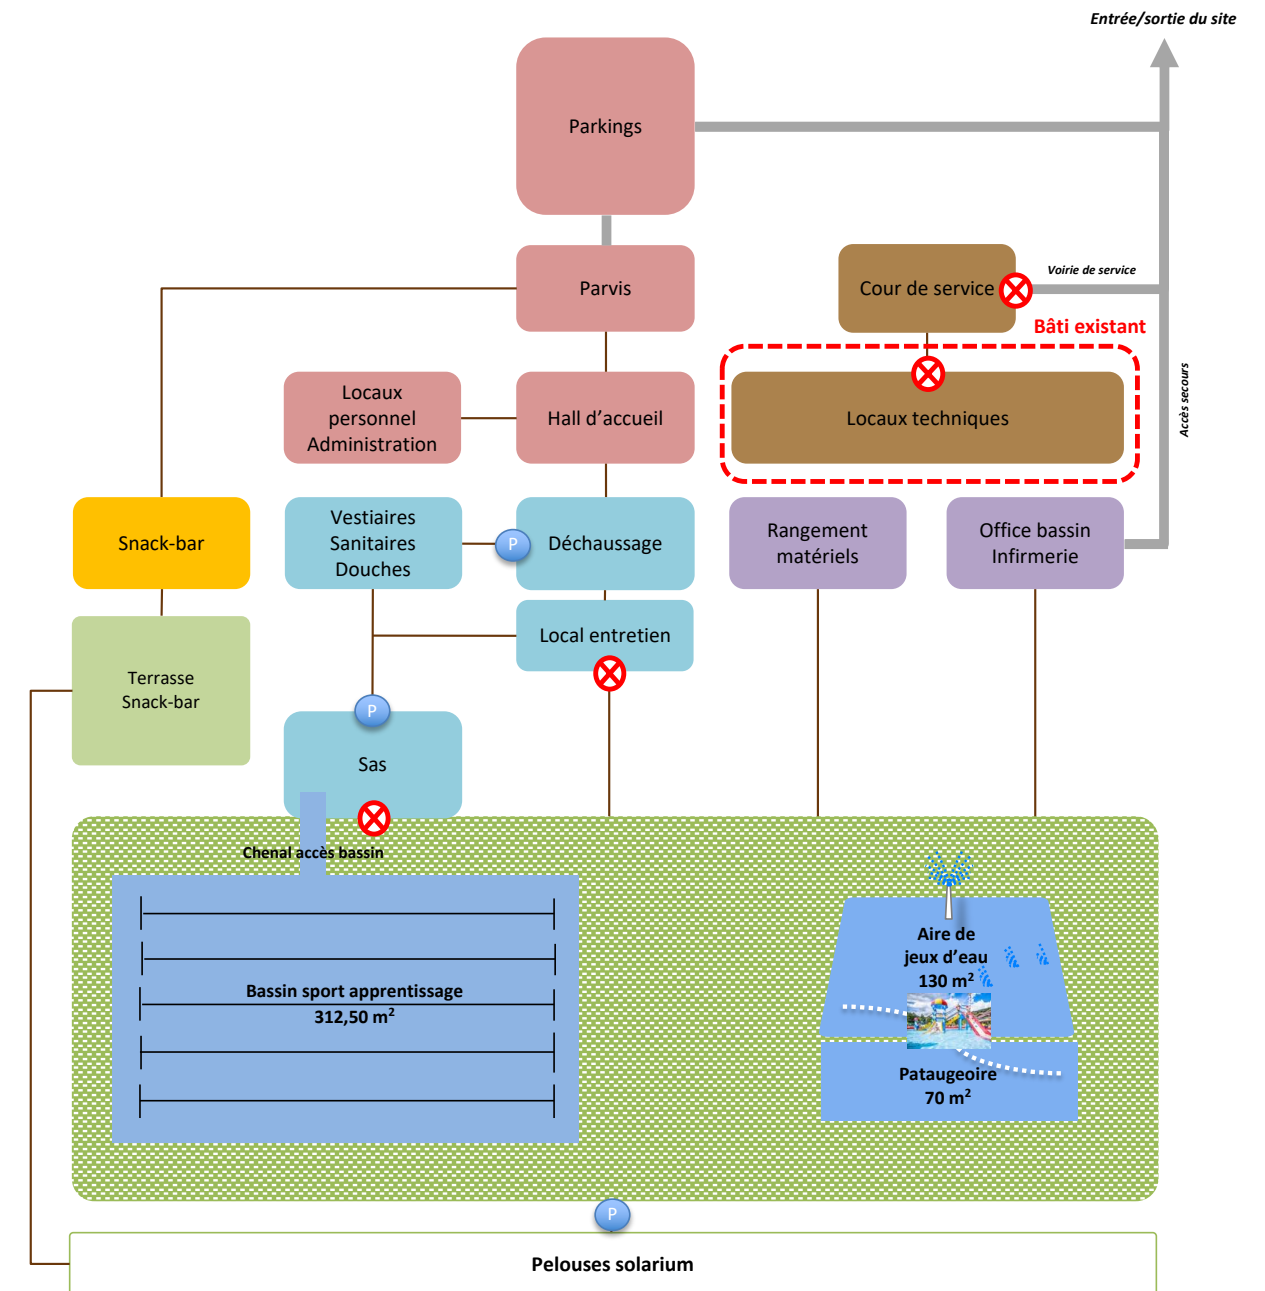 Entrée/sortie du site
Parkings
Parvis
Cour de service
Voirie de service
Bâti existant
Locaux
personnel
Administration
Hall d'accueil
Locaux techniques
Accès secours
Snack-bar
Vestiaires
Sanitaires
Douches
P
Déchaussage
Rangement
matériels
Office bassin
Infirmerie
Local entretien
Terrasse
Snack-bar
P
Sas
Chenal accès bassin
Aire de
jeux d'eau
130 m²
Bassin sport apprentissage
312,50 m²
Pataugeoire
70 m²
P
Pelouses solarium